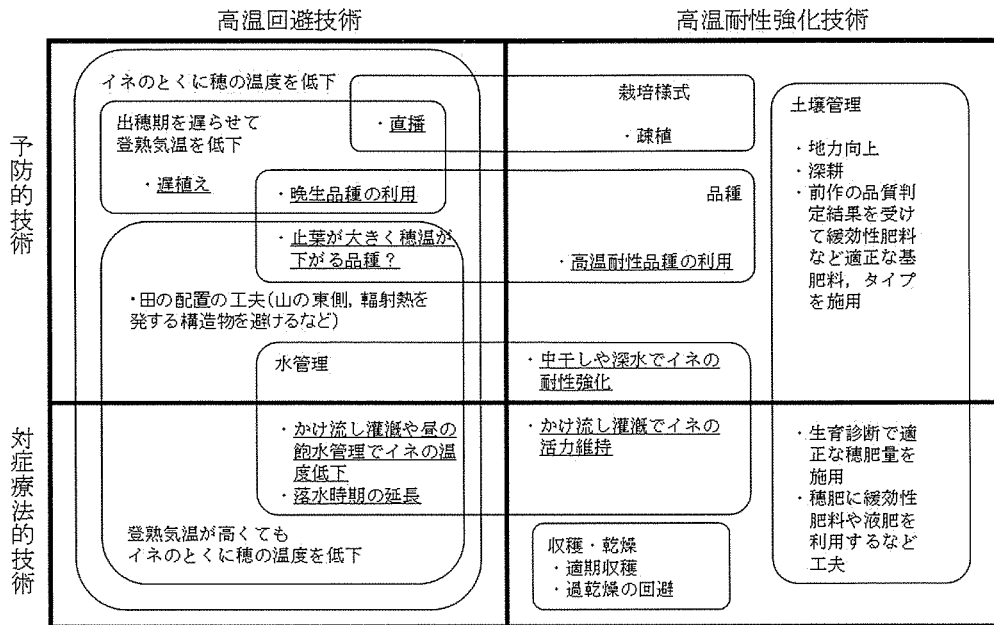 高温回避技術
高温耐性強化技術
予防的技術
イネのとくに穂の温度を低下
出穂期を遅らせて
登熟気温を低下
・遅植え
・直播
・晩生品種の利用
・止葉が大きく穂温が
下がる品種？
・田の配置の工夫(山の東側, 輻射熱を
発する構造物を避けるなど)
水管理
栽培様式
・疎植
品種
・高温耐性品種の利用
・中干しや深水でイネの
耐性強化
土壌管理
・地力向上
・深耕
・前作の品質判
定結果を受け
て緩効性肥料
など適正な基
肥料, タイプ
を施用
対症療法的技術
・かけ流し灌漑や昼の
飽水管理でイネの温
度低下
・落水時期の延長
登熟気温が高くても
イネのとくに穂の温度を低下
・かけ流し灌漑でイネの
活力維持
収穫・乾燥
・適期収穫
・過乾燥の回避
・生育診断で適
正な穂肥量を
施用
・穂肥に緩効性
肥料や液肥を
利用するなど
工夫